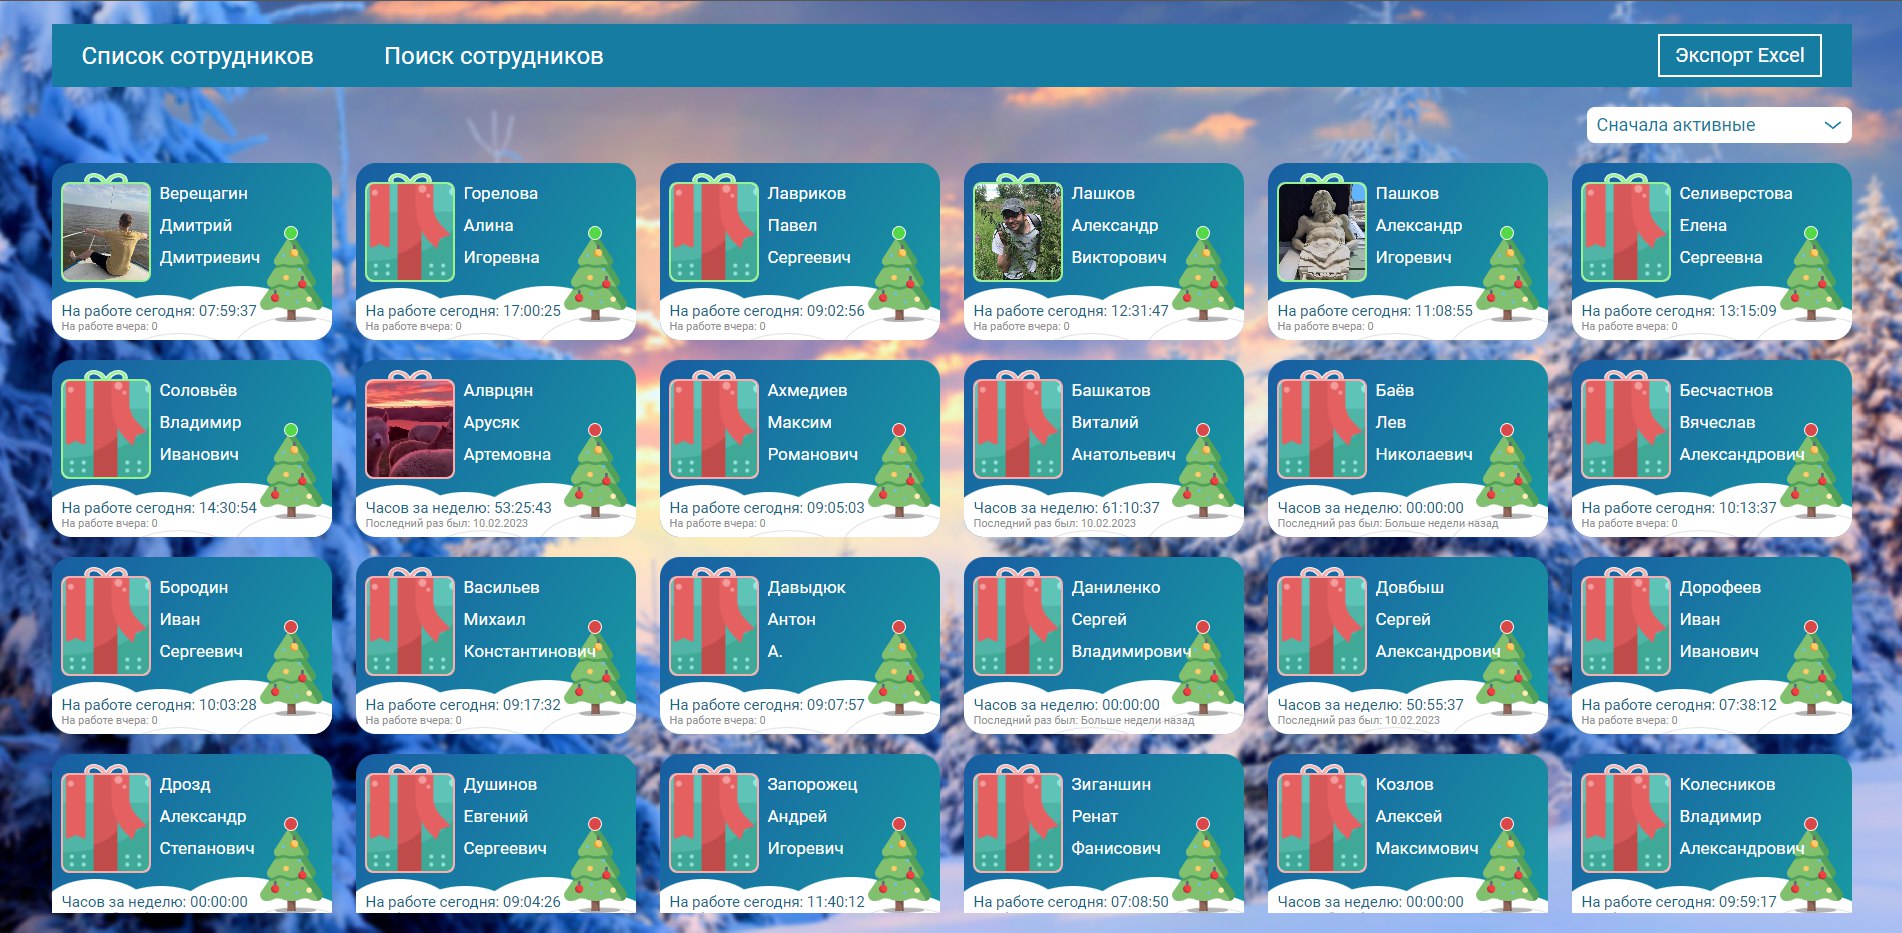 Список сотрудников
Поиск сотрудников
Экспорт Excel
Сначала активные
Верещагин
Дмитрий
Дмитриевич
На работе сегодня: 07:59:37
На работе вчера: 0
Горелова
Алина
Игоревна
На работе сегодня: 17:00:25
На работе вчера: 0
Лавриков
Павел
Сергеевич
На работе сегодня: 09:02:56
На работе вчера: 0
Лашков
Александр
Викторович
На работе сегодня: 12:31:47
На работе вчера: 0
Пашков
Александр
Игоревич
На работе сегодня: 11:08:55
На работе вчера: 0
Селиверстова
Елена
Сергеевна
На работе сегодня: 13:15:09
На работе вчера: 0
Соловьёв
Владимир
Иванович
На работе сегодня: 14:30:54
На работе вчера: 0
Алврцян
Арусяк
Артемовна
Часов за неделю: 53:25:43
Последний раз был: 10.02.2023
Ахмедиев
Максим
Романович
На работе сегодня: 09:05:03
На работе вчера: 0
Башкатов
Виталий
Анатольевич
Часов за неделю: 61:10:37
Последний раз был: 10.02.2023
Баёв
Лев
Николаевич
Часов за неделю: 00:00:00
Последний раз был: Больше недели назад
Бесчастнов
Вячеслав
Александрович
На работе сегодня: 10:13:37
На работе вчера: 0
Бородин
Иван
Сергеевич
На работе сегодня: 10:03:28
На работе вчера: 0
Васильев
Михаил
Константинович
На работе сегодня: 09:17:32
На работе вчера: 0
Давыдюк
Антон
А.
На работе сегодня: 09:07:57
На работе вчера: 0
Даниленко
Сергей
Владимирович
Часов за неделю: 00:00:00
Последний раз был: Больше недели назад
Довбыш
Сергей
Александрович
Часов за неделю: 50:55:37
Последний раз был: 10.02.2023
Дорофеев
Иван
Иванович
На работе сегодня: 07:38:12
На работе вчера: 0
Дрозд
Александр
Степанович
Часов за неделю: 00:00:00
Душинов
Евгений
Сергеевич
На работе сегодня: 09:04:26
Запорожец
Андрей
Игоревич
На работе сегодня: 11:40:12
Зиганшин
Ренат
Фанисович
На работе сегодня: 07:08:50
Козлов
Алексей
Максимович
Часов за неделю: 00:00:00
Колесников
Владимир
Александрович
На работе сегодня: 09:59:17